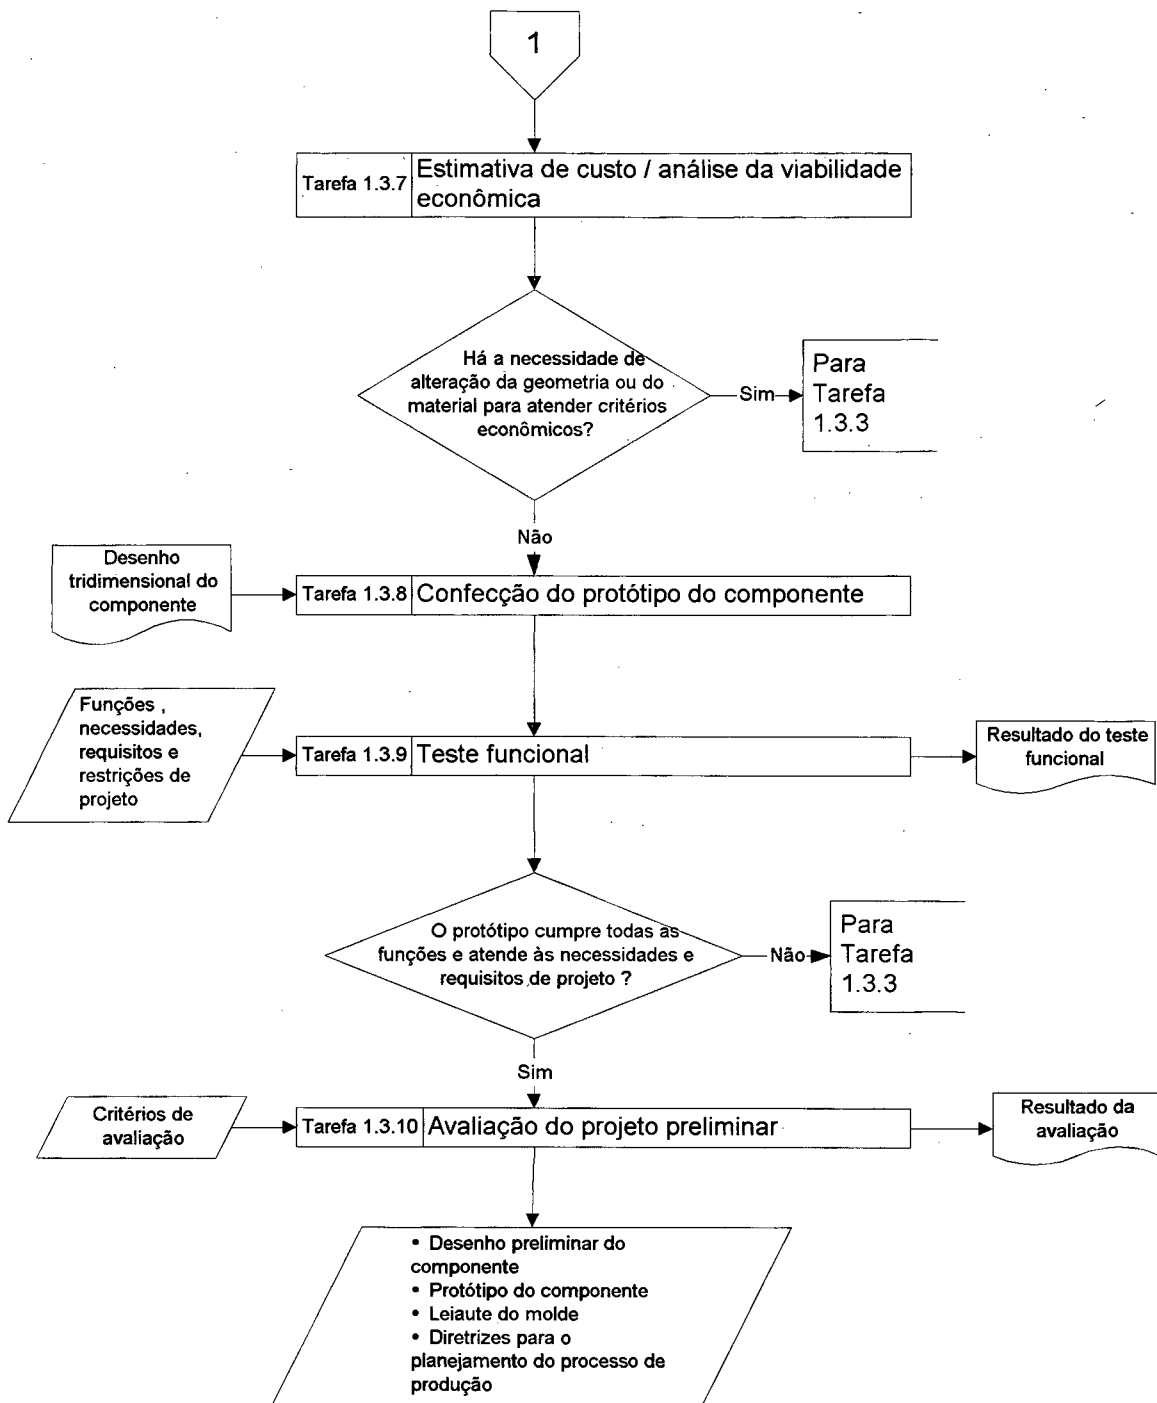 1
Tarefa 1.3.7
Estimativa de custo / análise da viabilidade
econômica
Há a necessidade de
alteração da geometria ou do
material para atender critérios
econômicos?
Sim
Para
Tarefa
1.3.3
Não
Desenho
tridimensional do
componente
Tarefa 1.3.8
Confecção do protótipo do componente
Funções ,
necessidades,
requisitos e
restrições de
projeto
Tarefa 1.3.9
Teste funcional
Resultado do teste
funcional
O protótipo cumpre todas as
funções e atende às necessidades e
requisitos de projeto ?
Não
Para
Tarefa
1.3.3
Sim
Critérios de
avaliação
Tarefa 1.3.10
Avaliação do projeto preliminar
Resultado da
avaliação
• Desenho preliminar do
componente
• Protótipo do componente
• Leiaute do molde
• Diretrizes para o
planejamento do processo de
produção